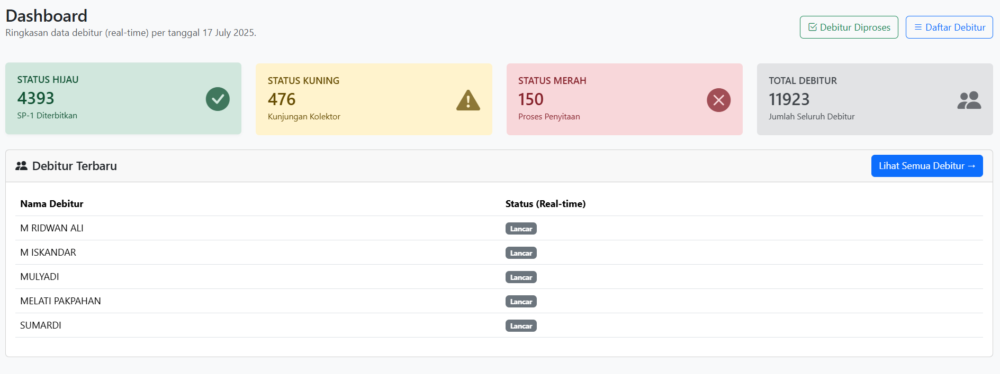 Dashboard
Ringkasan data debitur (real-time) per tanggal 17 July 2025.
Debitur Diproses
Daftar Debitur
STATUS HIJAU
4393
SP-1 Diterbitkan
STATUS KUNING
476
Kunjungan Kolektor
STATUS MERAH
150
Proses Penyitaan
TOTAL DEBITUR
11923
Jumlah Seluruh Debitur
Debitur Terbaru
Lihat Semua Debitur →
Nama Debitur Status (Real-time)
M RIDWAN ALI Lancar
M ISKANDAR Lancar
MULYADI Lancar
MELATI PAKPAHAN Lancar
SUMARDI Lancar